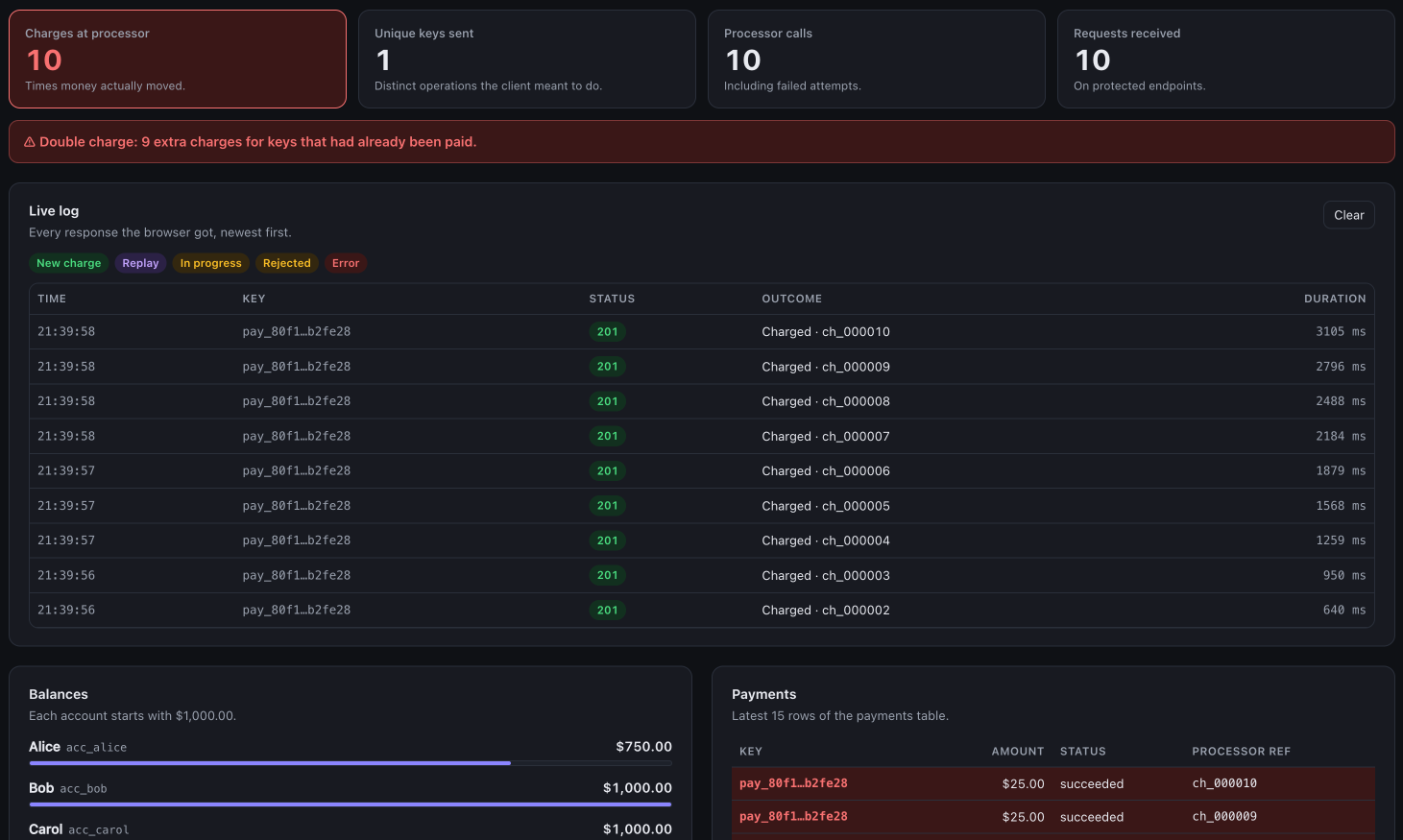 Charges at processor
10
Times money actually moved.
Unique keys sent
1
Distinct operations the client meant to do.
Processor calls
10
Including failed attempts.
Requests received
10
On protected endpoints.
⚠ Double charge: 9 extra charges for keys that had already been paid.
Live log
Clear
Every response the browser got, newest first.
New charge Replay In progress Rejected Error
TIME KEY STATUS OUTCOME DURATION
21:39:58 pay_80f1…b2fe28 201 Charged · ch_000010 3105 ms
21:39:58 pay_80f1…b2fe28 201 Charged · ch_000009 2796 ms
21:39:58 pay_80f1…b2fe28 201 Charged · ch_000008 2488 ms
21:39:58 pay_80f1…b2fe28 201 Charged · ch_000007 2184 ms
21:39:57 pay_80f1…b2fe28 201 Charged · ch_000006 1879 ms
21:39:57 pay_80f1…b2fe28 201 Charged · ch_000005 1568 ms
21:39:57 pay_80f1…b2fe28 201 Charged · ch_000004 1259 ms
21:39:56 pay_80f1…b2fe28 201 Charged · ch_000003 950 ms
21:39:56 pay_80f1…b2fe28 201 Charged · ch_000002 640 ms
Balances
Each account starts with $1,000.00.
Alice acc_alice $750.00
Bob acc_bob $1,000.00
Carol acc_carol $1,000.00
Payments
Latest 15 rows of the payments table.
KEY AMOUNT STATUS PROCESSOR REF
pay_80f1…b2fe28 $25.00 succeeded ch_000010
pay_80f1…b2fe28 $25.00 succeeded ch_000009